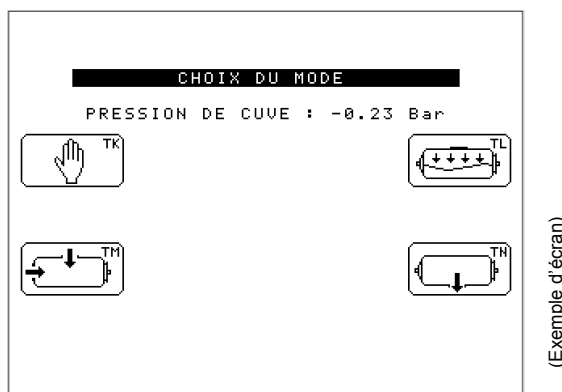 CHOIX DU MODE
PRESSION DE CUVE : -0.23 Bar
TK
TL
TM
TN
(Exemple d'écran)